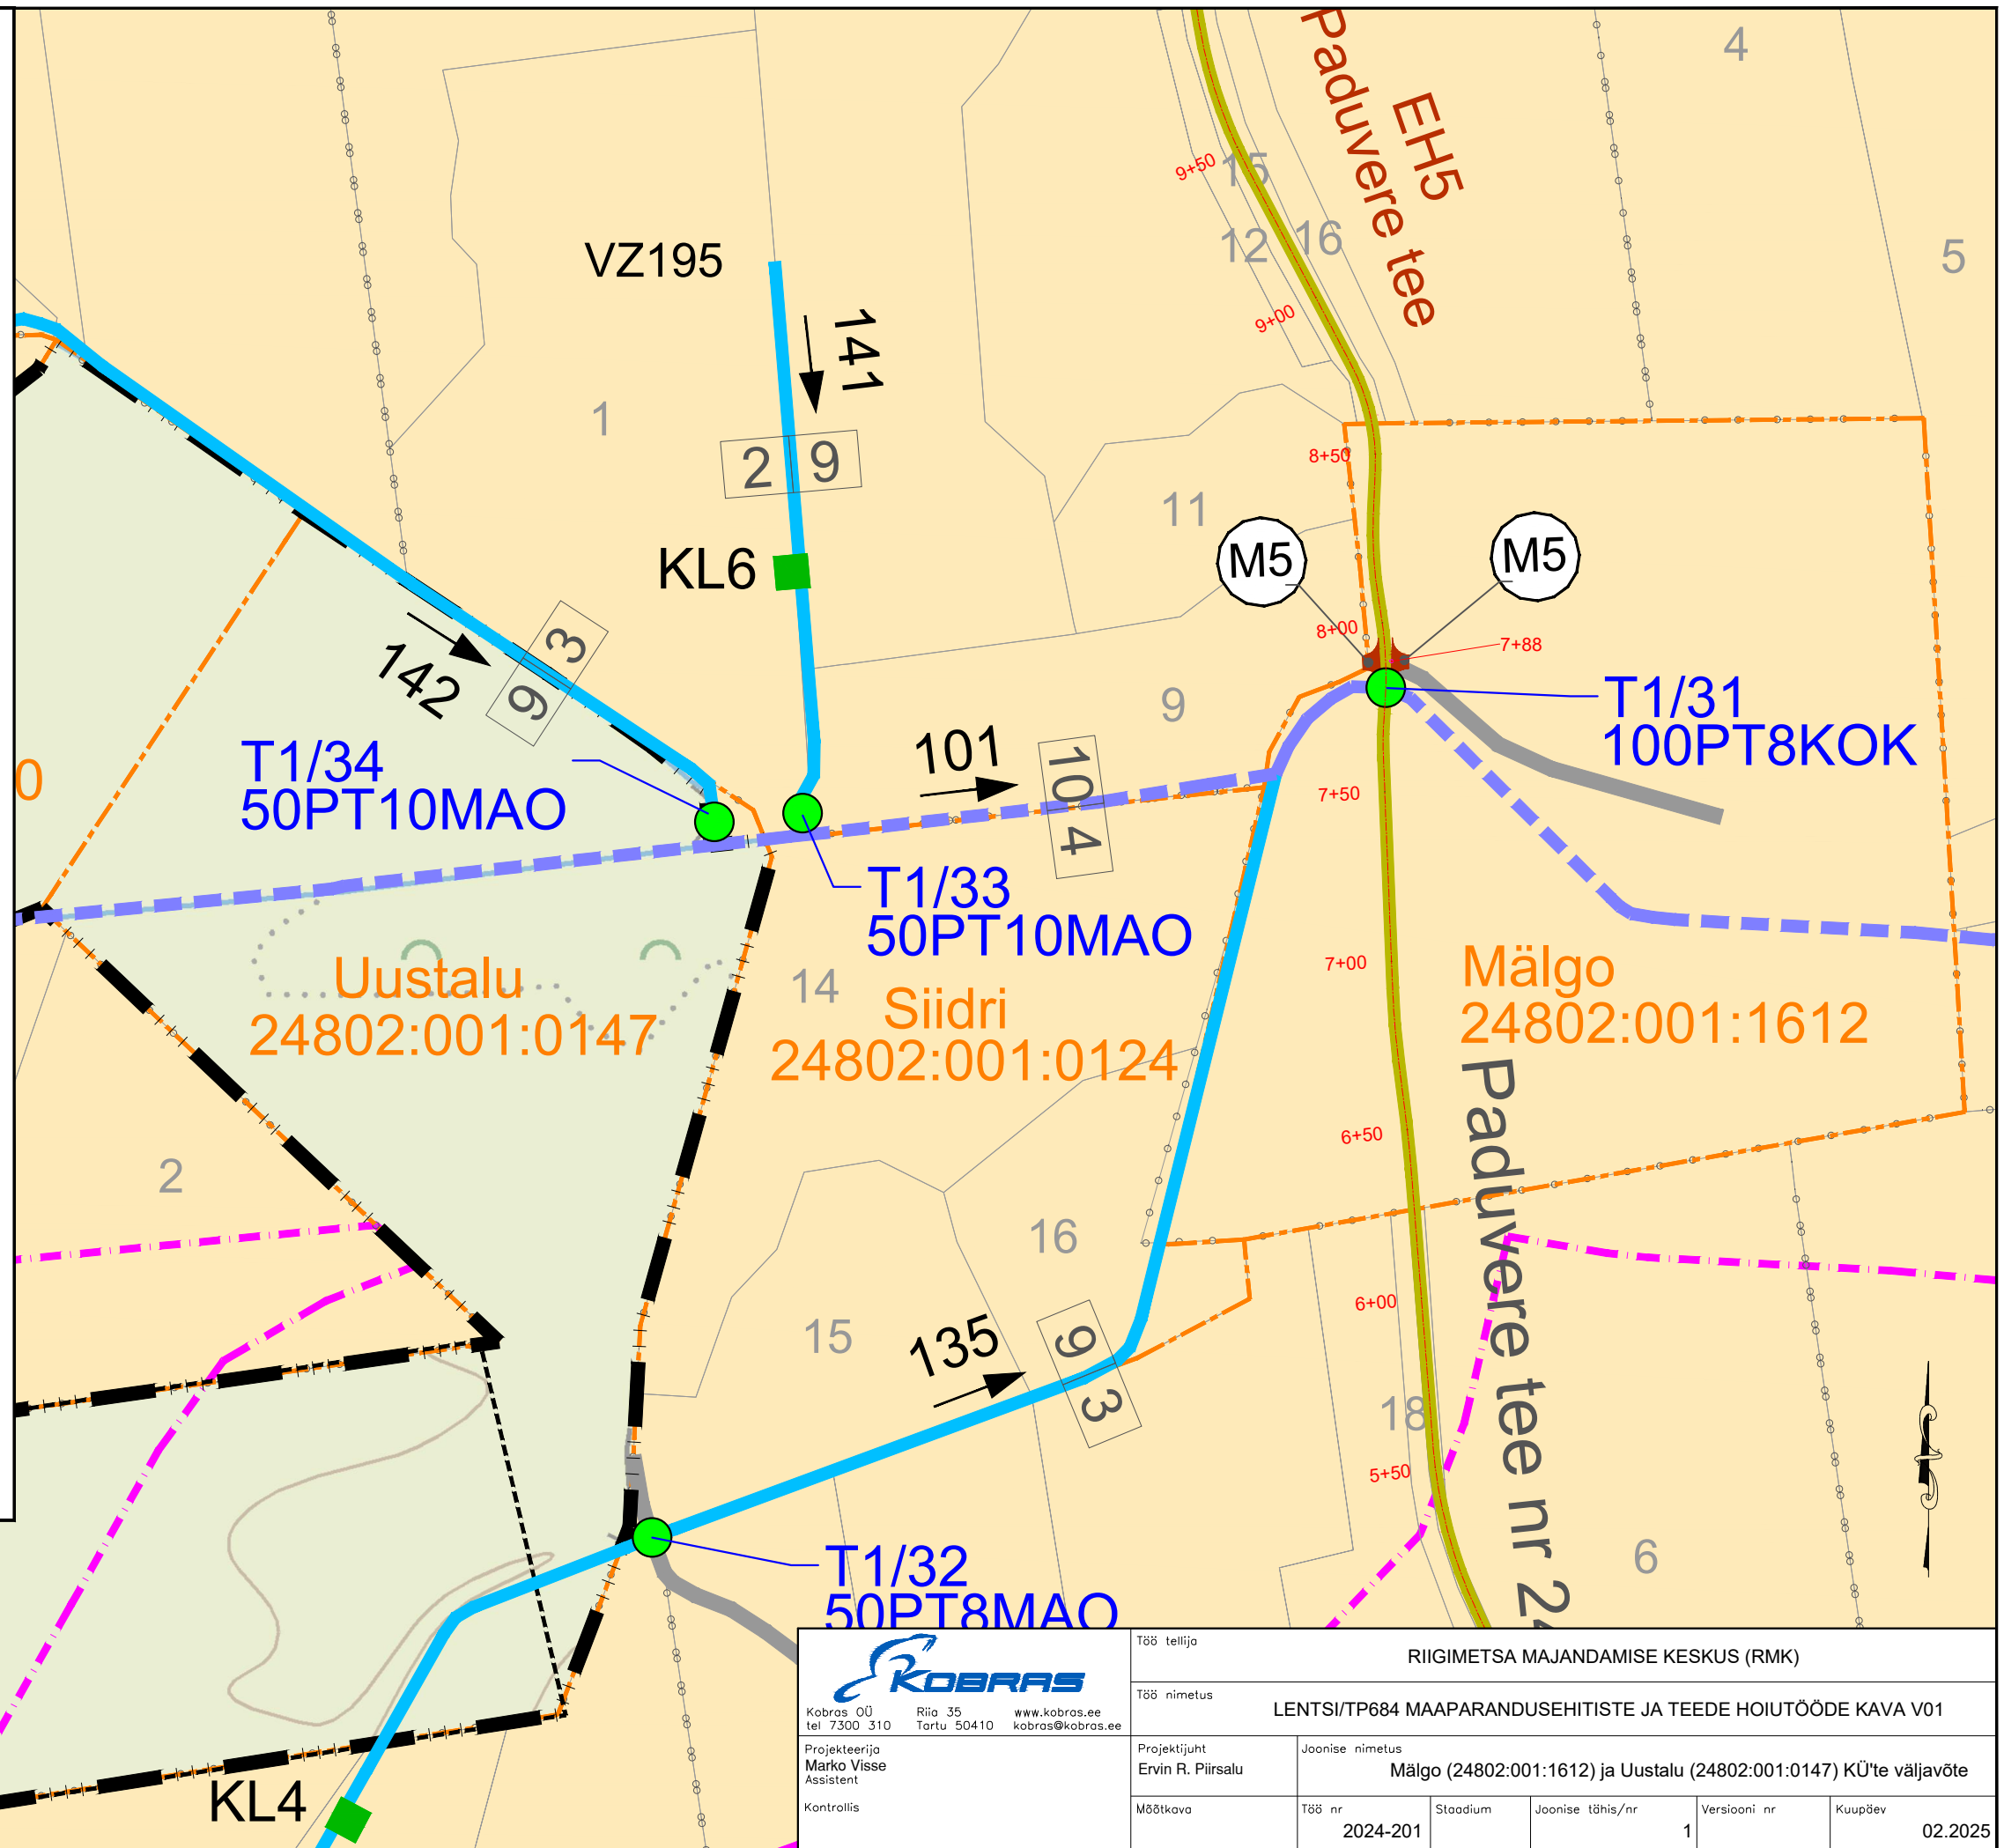 4
EH5
Paduvere tee
9+50
15
12
16
5
VZ195
9+00
141
1
2
9
8+50
11
M5
M5
KL6
8+00
7+88
3
9
142
T1/31
100PT8KOK
9
101
10
4
T1/34
50PT10MAO
0
7+50
T1/33
50PT10MAO
Uustalu
24802:001:0147
14
Siidri
24802:001:0124
7+00
Mälgo
24802:001:1612
6+50
Paduvere tee nr 24
2
16
15
6+00
135
9
3
18
5+50
6
T1/32
50PT8MAO
KL4
KOBRAS
Kobras OÜ
tel 7300 310
Riia 35
Tartu 50410
www.kobras.ee
kobras@kobras.ee
Töö tellija
RIIGIMETSA MAJANDAMISE KESKUS (RMK)
Töö nimetus
LENTSI/TP684 MAAPARANDUSEHITISTE JA TEEDE HOIUTÖÖDE KAVA V01
Projekteerija
Marko Visse
Assistent
Kontrollis
Projektijuht
Ervin R. Piirsalu
Joonise nimetus
Mälgo (24802:001:1612) ja Uustalu (24802:001:0147) KÜ'te väljavõte
Mõõtkava
Töö nr
2024-201
Staadium
Joonise tähis/nr
1
Versiooni nr
Kuupäev
02.2025